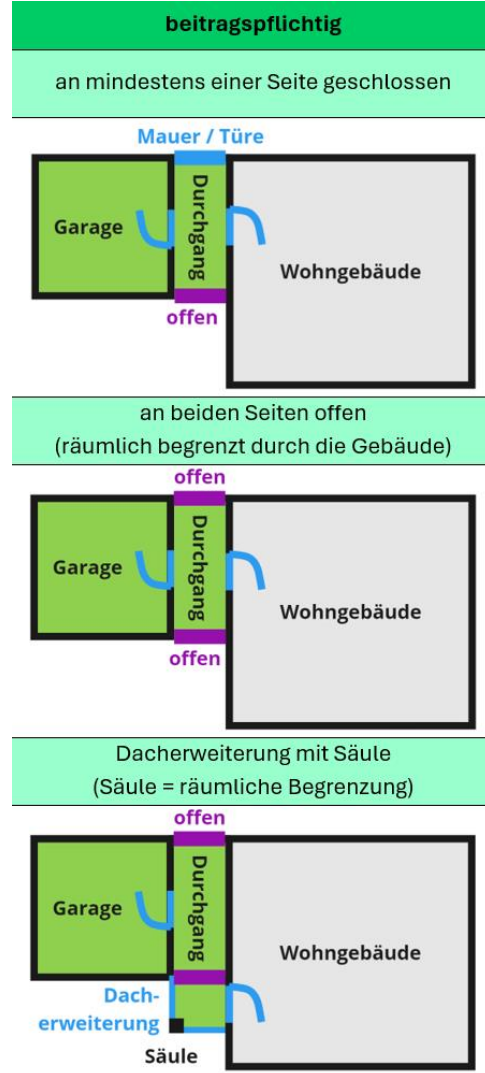 beitragspflichtig
an mindestens einer Seite geschlossen
Mauer / Türe
Garage
Durchgang
Wohngebäude
offen
an beiden Seiten offen
(räumlich begrenzt durch die Gebäude)
offen
Garage
Durchgang
Wohngebäude
offen
Dacherweiterung mit Säule
(Säule = räumliche Begrenzung)
offen
Garage
Durchgang
Wohngebäude
Dach-
erweiterung
Säule